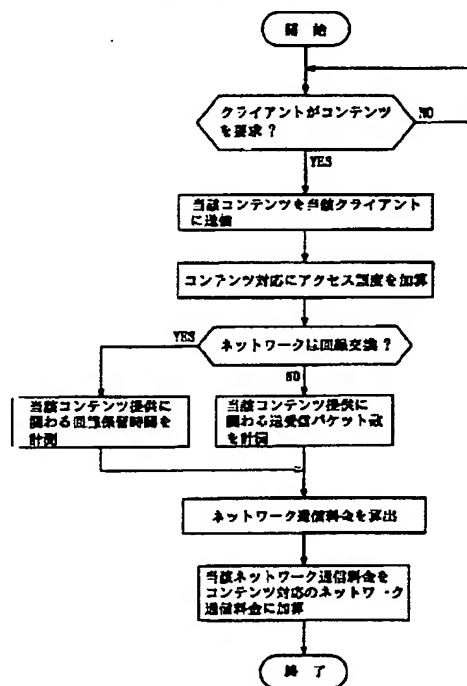 開 始
クライアントがコンテンツ
を要求？
NO
YES
当該コンテンツを当該クライアント
に送信
コンテンツ対応にアクセス頻度を加算
YES
ネットワークは回線交換？
NO
当該コンテンツ提供に
関わる回線保留時間を
計測
当該コンテンツ提供に
関わる送受信パケット数
を計測
ネットワーク通信料金を算出
当該ネットワーク通信料金を
コンテンツ対応のネットワーク
通信料金に加算
終 了